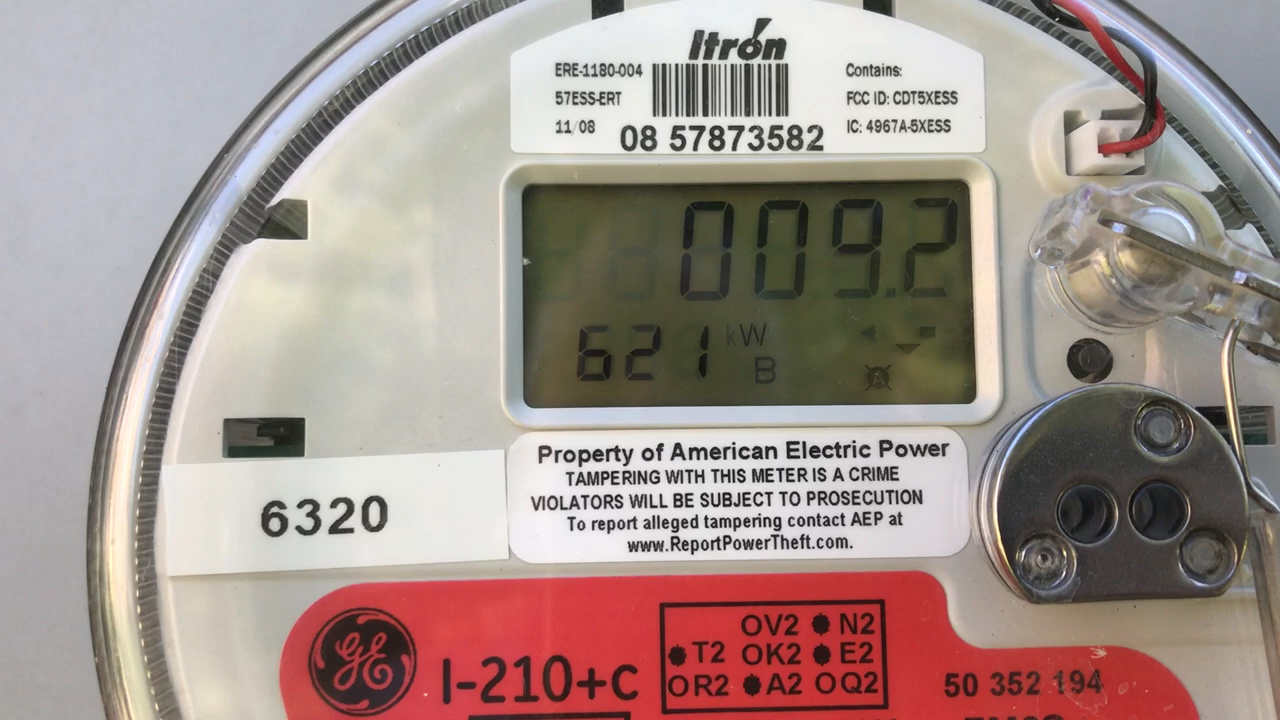 Itrón
ERE-1180-004
57ESS-ERT
11/08
08 57873582
Contains:
FCC ID: CDT5XESS
IC: 4967A-5XESS
009.2
621 kW
B
Property of American Electric Power
TAMPERING WITH THIS METER IS A CRIME
VIOLATORS WILL BE SUBJECT TO PROSECUTION
To report alleged tampering contact AEP at
www.ReportPowerTheft.com.
6320
GE
I-210+c
OV2 ● N2
● T2 OK2 ● E2
OR2 ● A2 OQ2
50 352 194